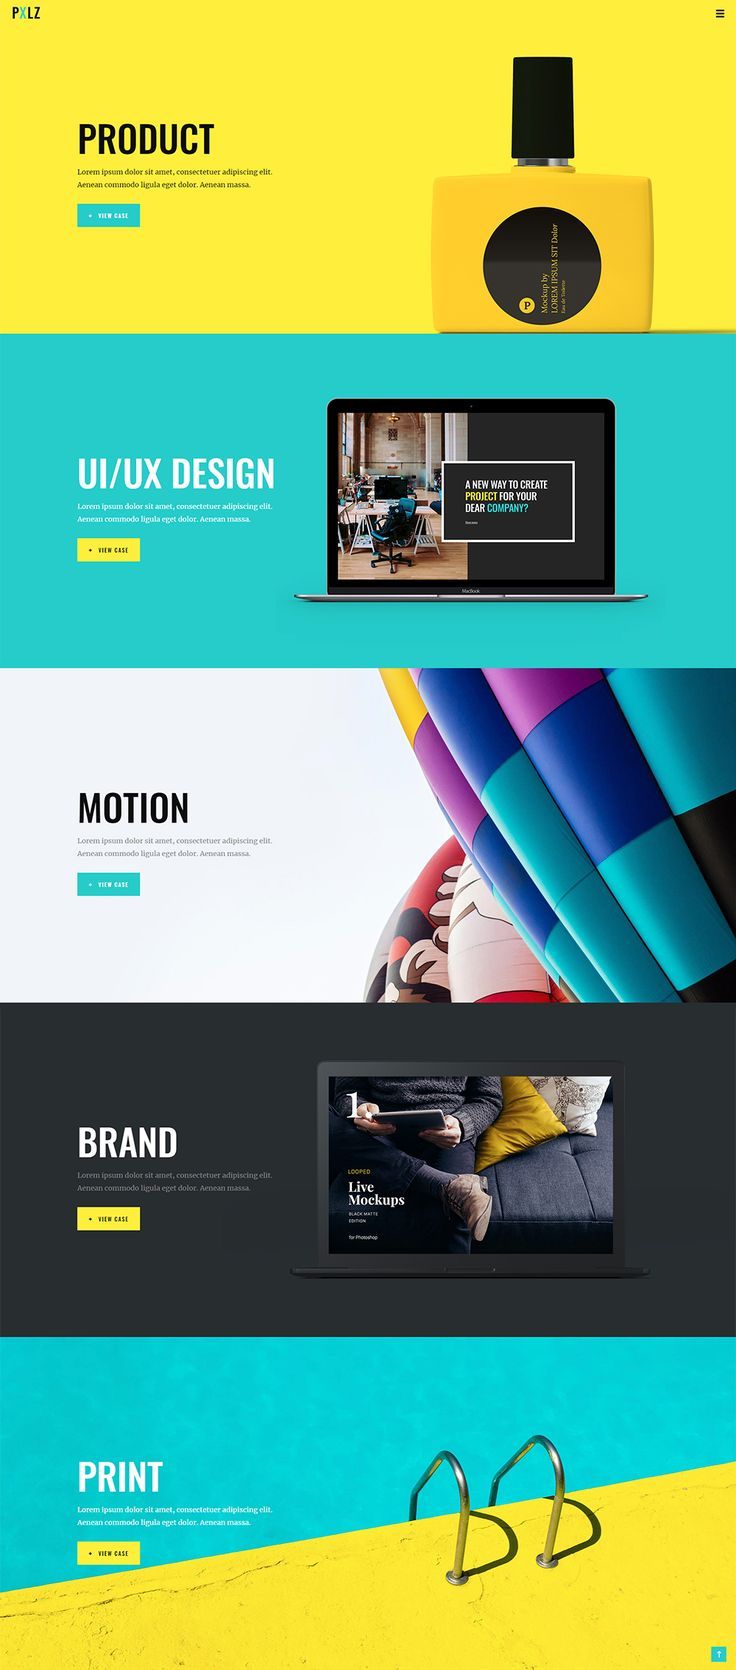 PXLZ
PRODUCT
Lorem ipsum dolor sit amet, consectetuer adipiscing elit.
Aenean commodo ligula eget dolor. Aenean massa.
+ VIEW CASE
P
Mockup by
LOREM IPSUM SIT Dolor
Eau de Toilette
UI/UX DESIGN
Lorem ipsum dolor sit amet, consectetuer adipiscing elit.
Aenean commodo ligula eget dolor. Aenean massa.
+ VIEW CASE
A NEW WAY TO CREATE
PROJECT FOR YOUR
DEAR COMPANY?
MacBook
MOTION
Lorem ipsum dolor sit amet, consectetuer adipiscing elit.
Aenean commodo ligula eget dolor. Aenean massa.
+ VIEW CASE
BRAND
Lorem ipsum dolor sit amet, consectetuer adipiscing elit.
Aenean commodo ligula eget dolor. Aenean massa.
+ VIEW CASE
1.
LOOPED
Live
Mockups
BLACK MATTE
EDITION
for Photoshop
PRINT
Lorem ipsum dolor sit amet, consectetuer adipiscing elit.
Aenean commodo ligula eget dolor. Aenean massa.
+ VIEW CASE